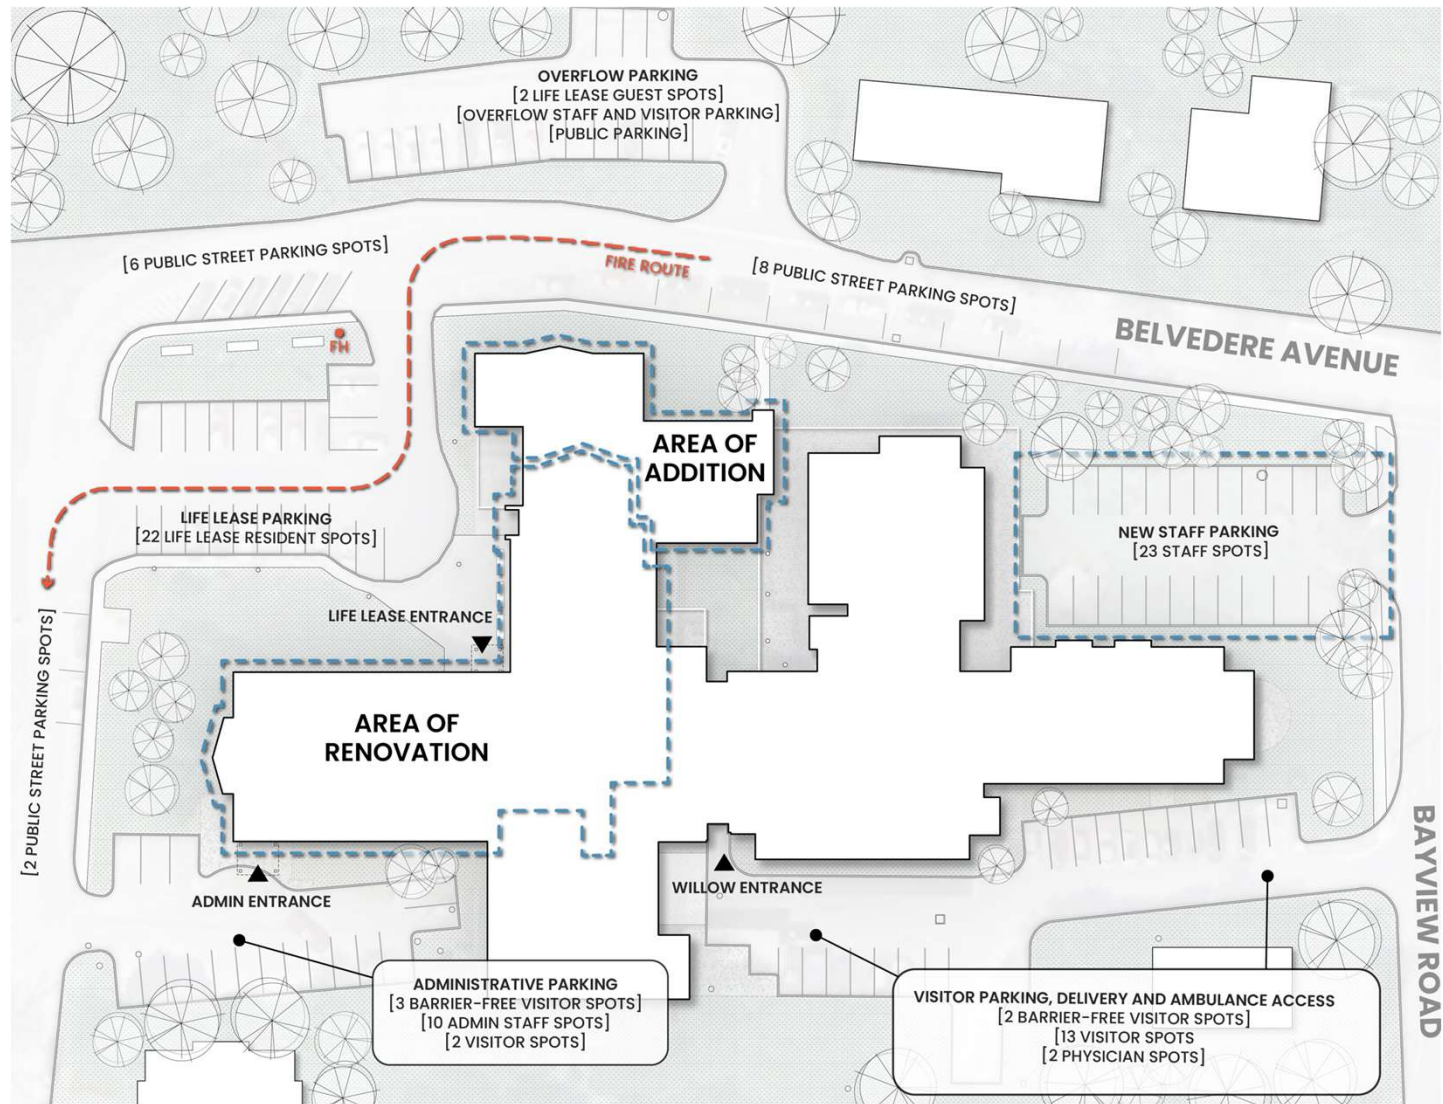 OVERFLOW PARKING
[2 LIFE LEASE GUEST SPOTS]
[OVERFLOW STAFF AND VISITOR PARKING]
[PUBLIC PARKING]
[6 PUBLIC STREET PARKING SPOTS]
FIRE ROUTE
[8 PUBLIC STREET PARKING SPOTS]
BELVEDERE AVENUE
FH
AREA OF
ADDITION
LIFE LEASE PARKING
[22 LIFE LEASE RESIDENT SPOTS]
NEW STAFF PARKING
[23 STAFF SPOTS]
LIFE LEASE ENTRANCE
[2 PUBLIC STREET PARKING SPOTS]
AREA OF
RENOVATION
ADMIN ENTRANCE
WILLOW ENTRANCE
BAYVIEW ROAD
ADMINISTRATIVE PARKING
[3 BARRIER-FREE VISITOR SPOTS]
[10 ADMIN STAFF SPOTS]
[2 VISITOR SPOTS]
VISITOR PARKING, DELIVERY AND AMBULANCE ACCESS
[2 BARRIER-FREE VISITOR SPOTS]
[13 VISITOR SPOTS
[2 PHYSICIAN SPOTS]